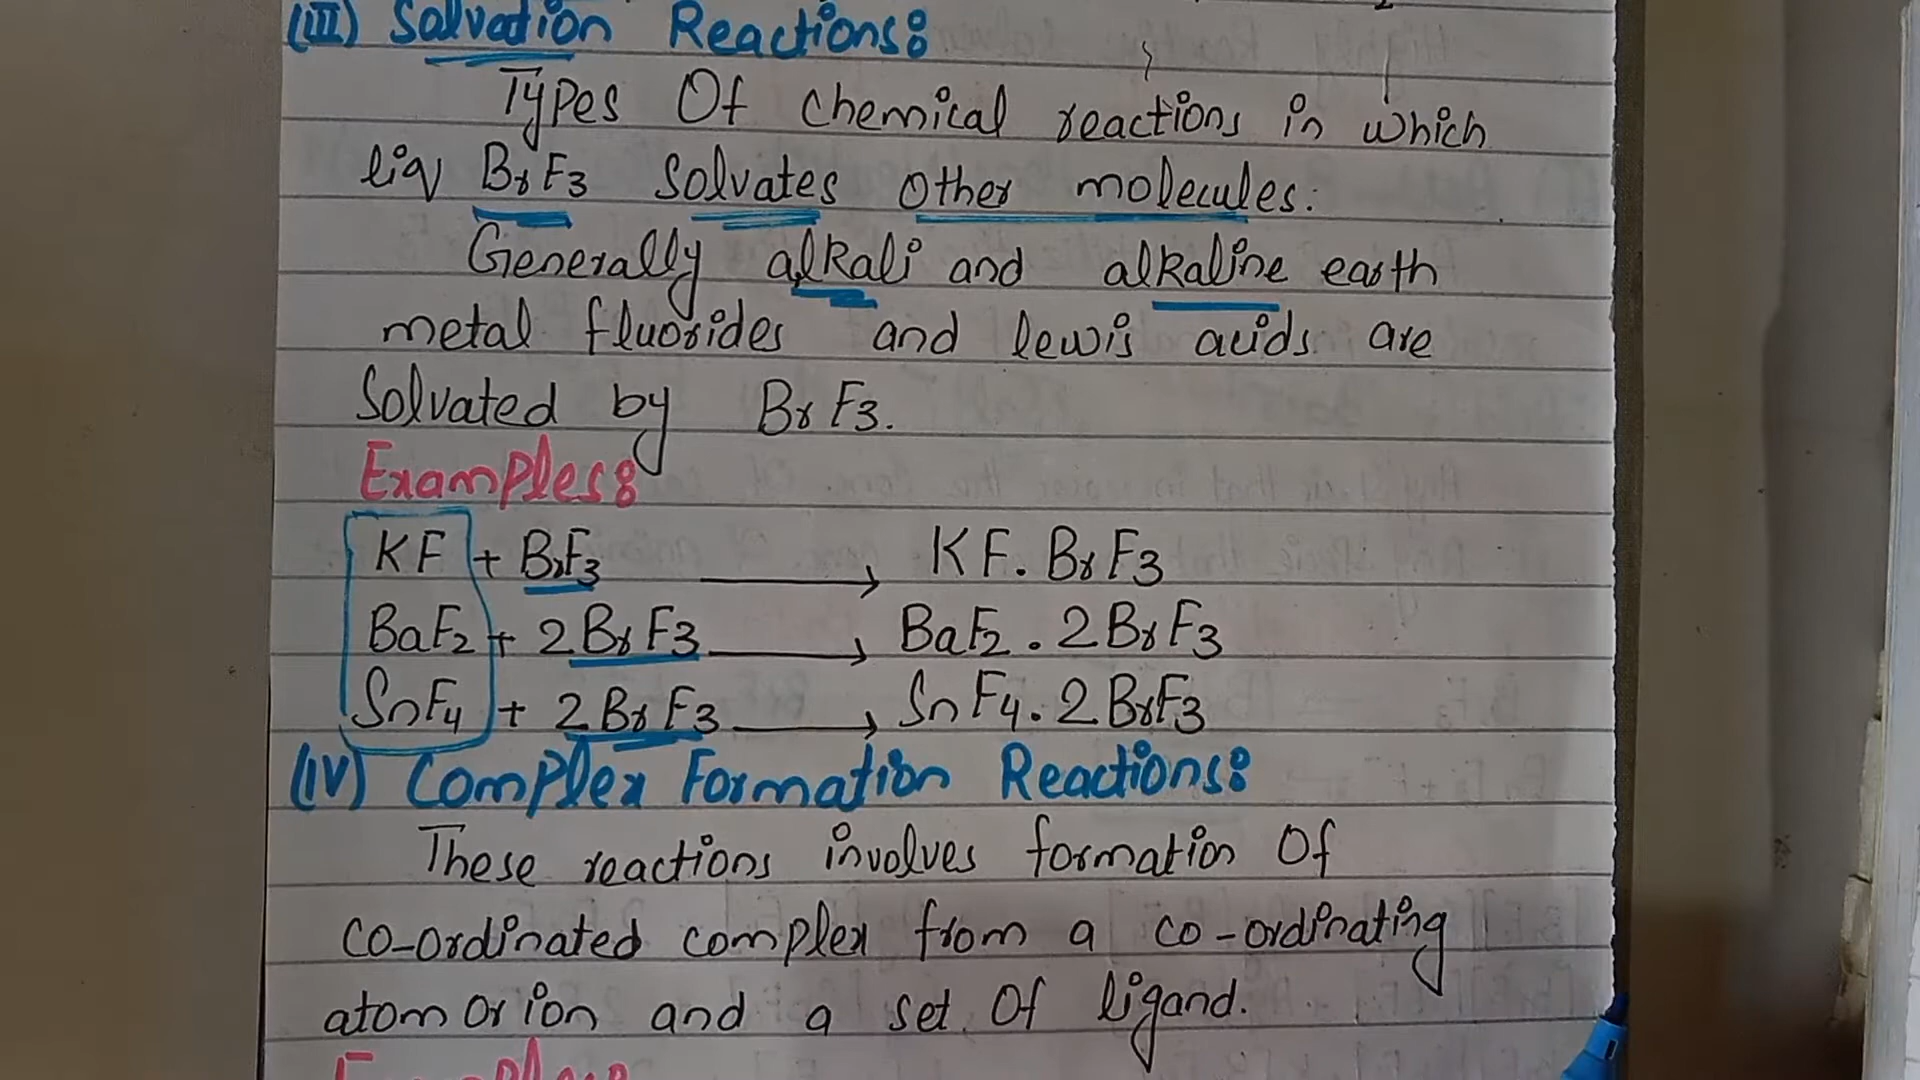 (III) Solvation Reactions:
Types Of chemical reactions in which
liq BrF3 solvates other molecules.
Generally alkali and alkaline earth
metal fluorides and lewis acids are
Solvated by BrF3.
Examples:
KF + BrF3 → KF. BrF3
BaF2 + 2BrF3 → BaF2 . 2BrF3
SnF4 + 2BrF3 → SnF4. 2BrF3
(IV) Complex Formation Reactions:
These reactions involves formation Of
co-ordinated complex from a co-ordinating
atom or ion and a set Of ligand.
Examples